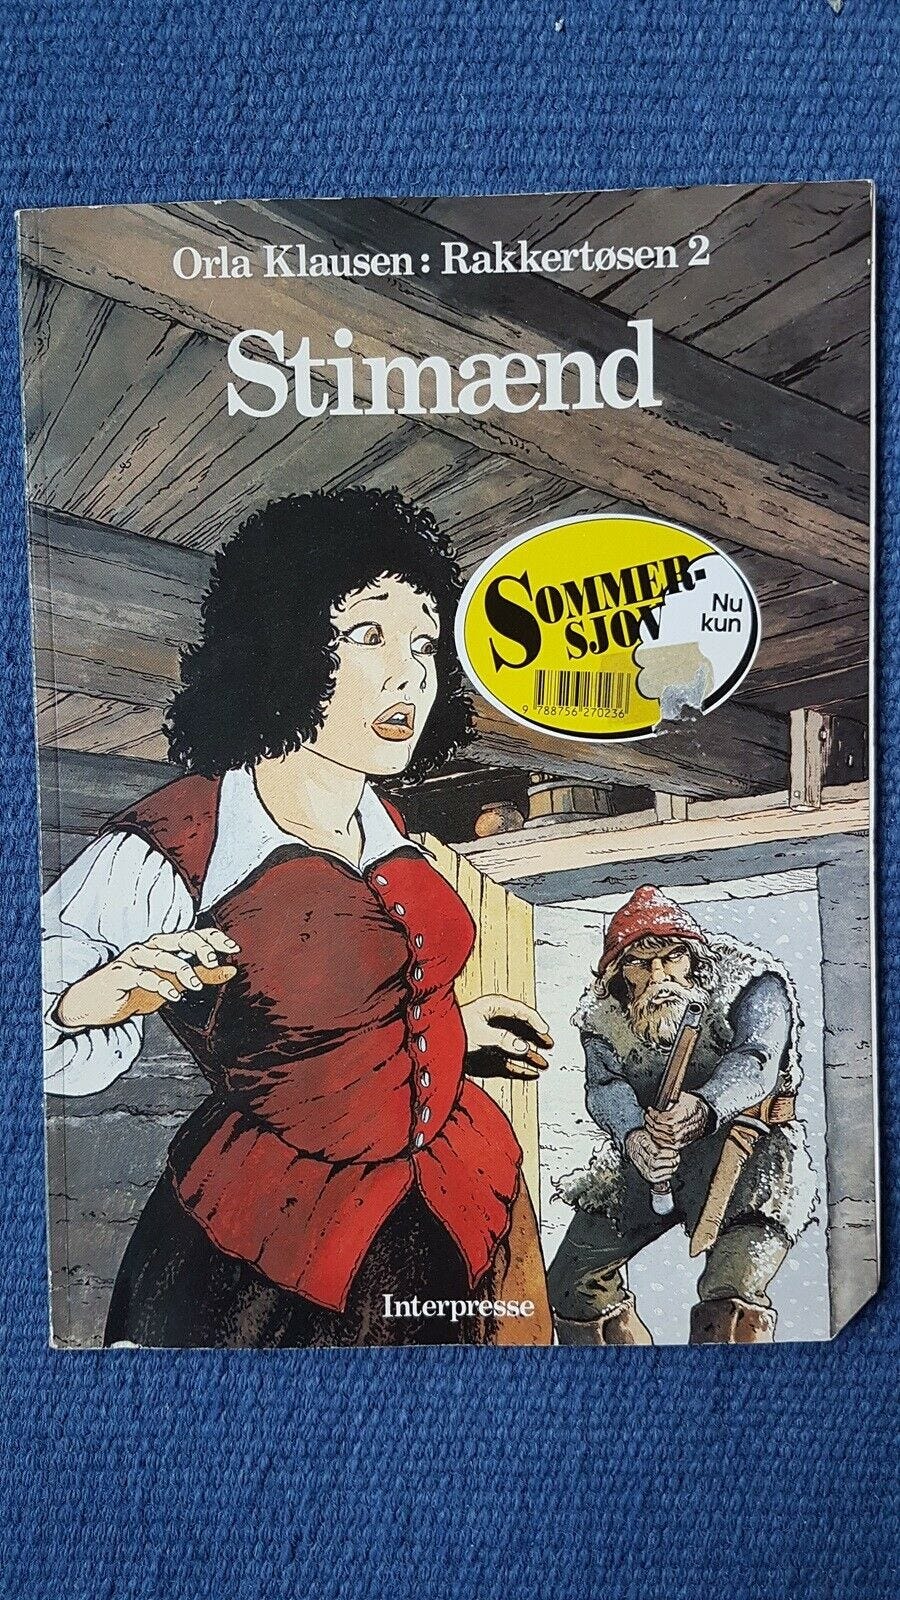 Orla Klausen: Rakkertøsen 2
Stimænd
SOMMER-
SJOV
Nu
kun
9 788756 270236
Interpresse